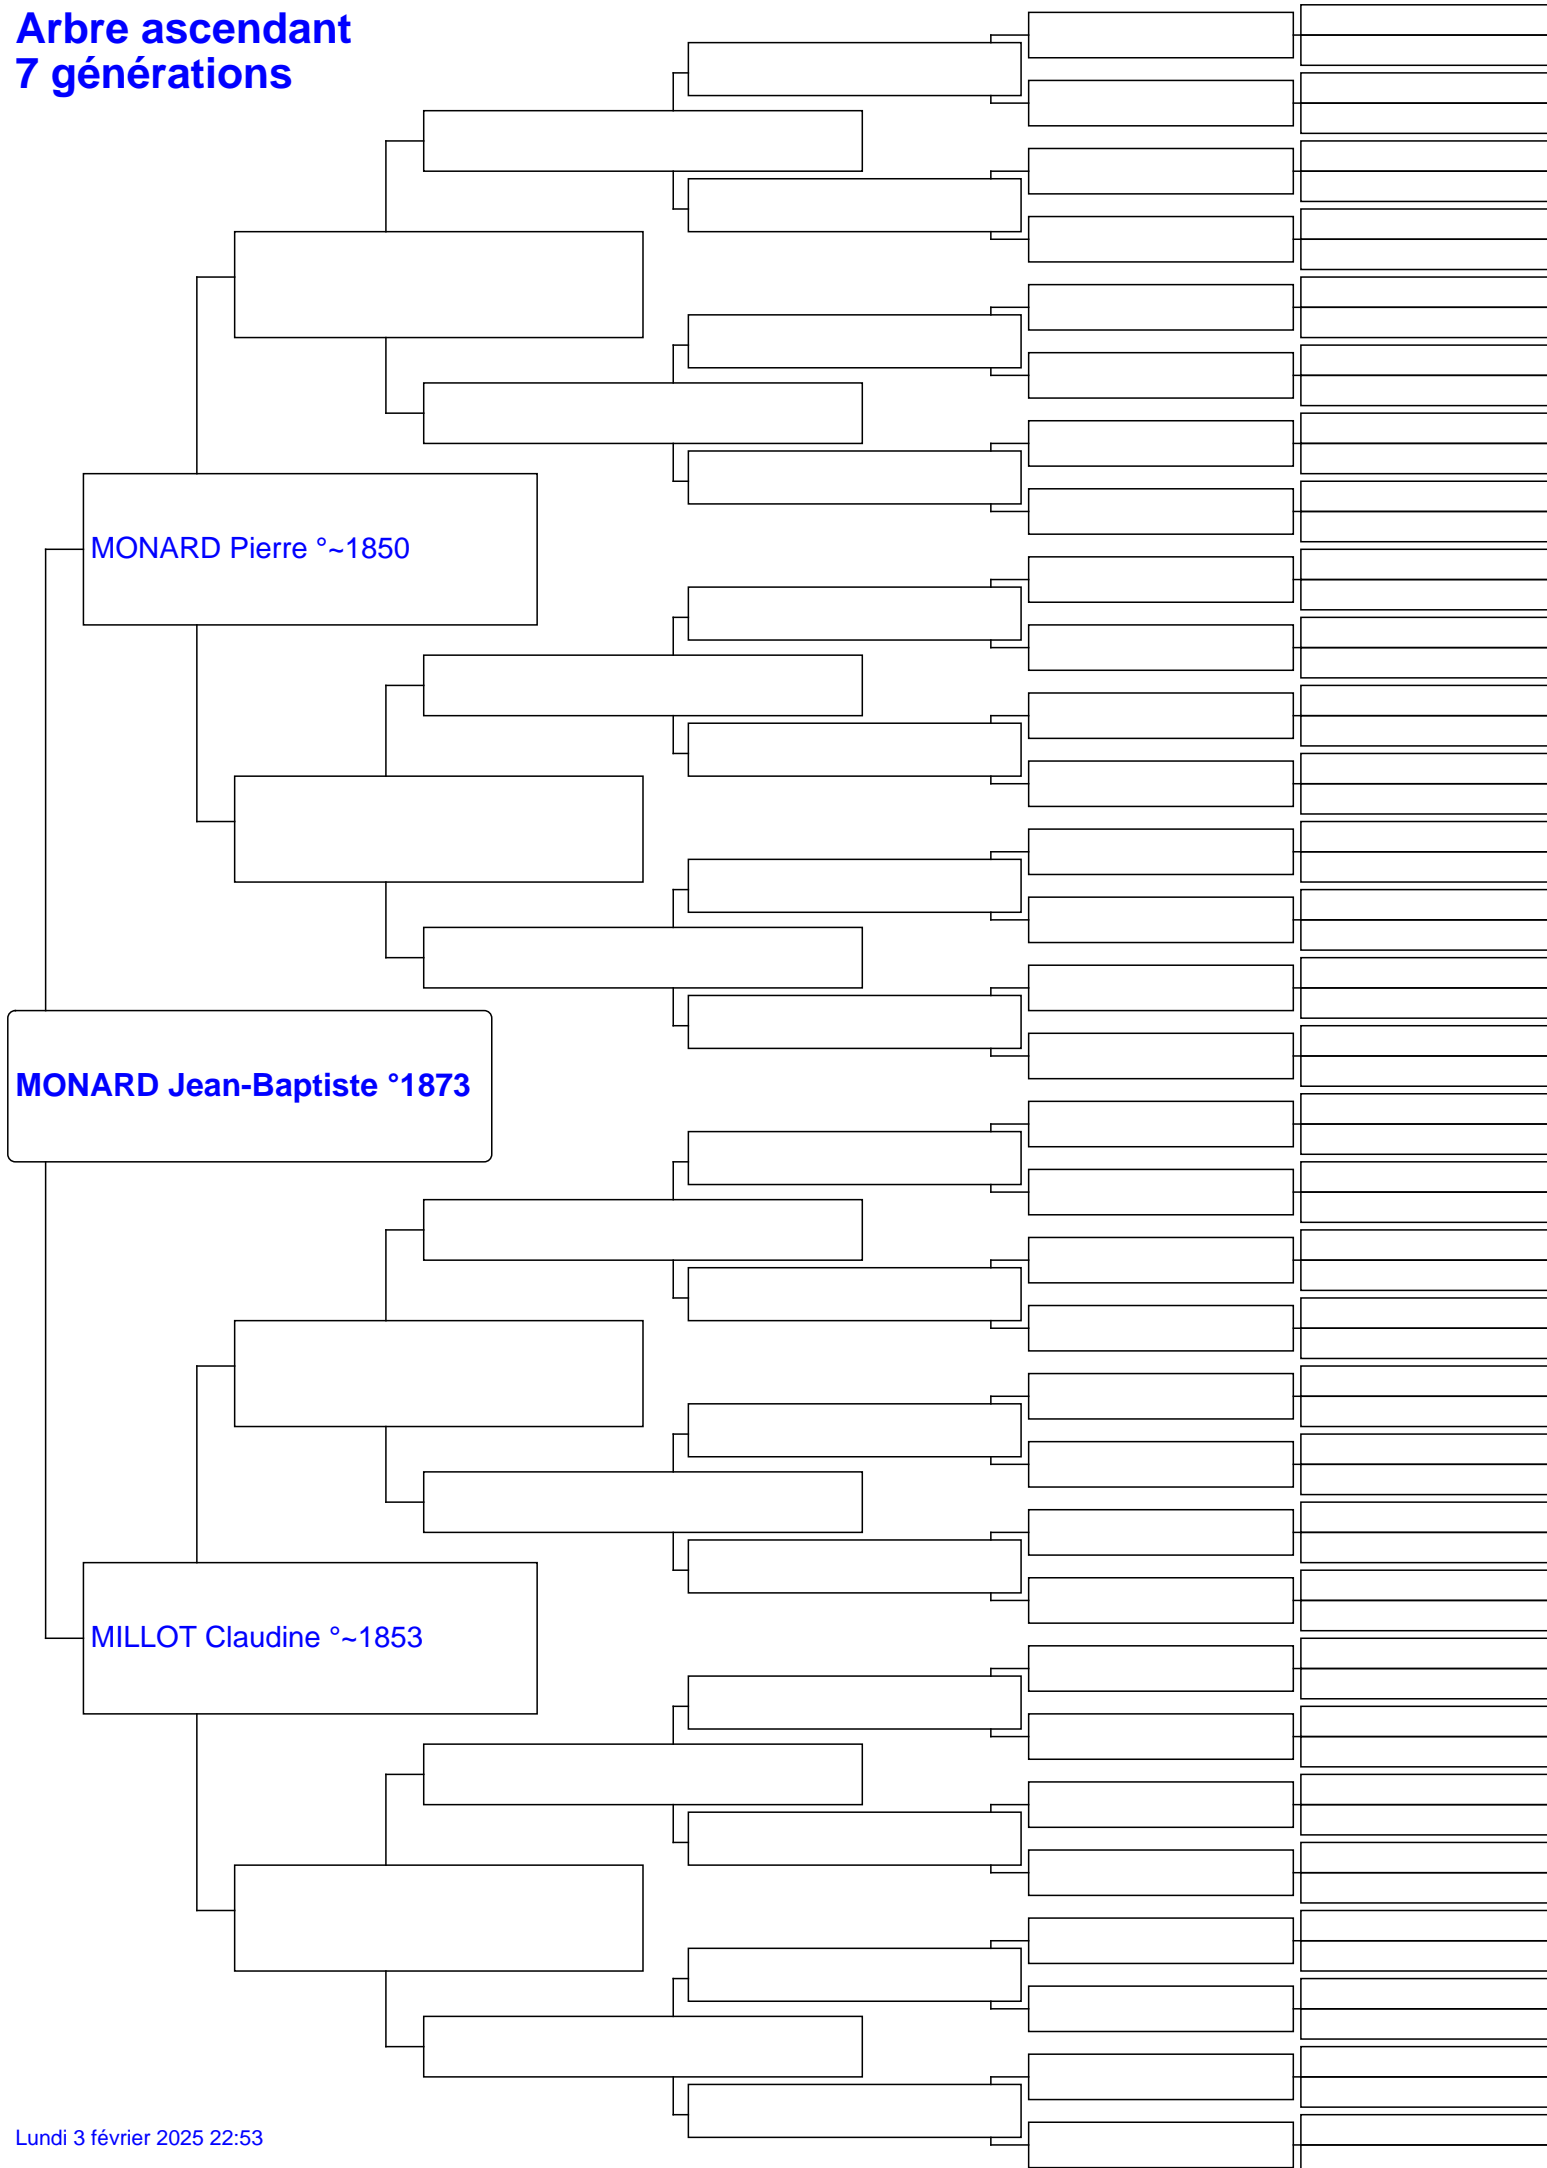 Arbre ascendant
7 générations
MONARD Pierre °~1850
MONARD Jean-Baptiste °1873
MILLOT Claudine °~1853
Lundi 3 février 2025 22:53